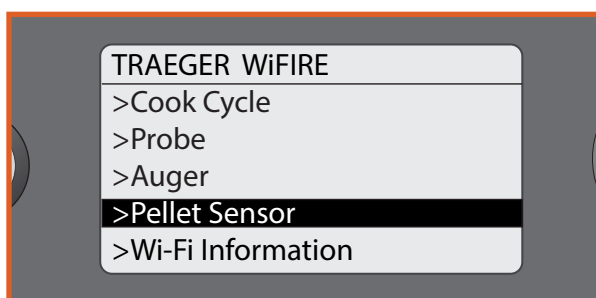 TRAEGER WiFIRE
>Cook Cycle
>Probe
>Auger
>Pellet Sensor
>Wi-Fi Information